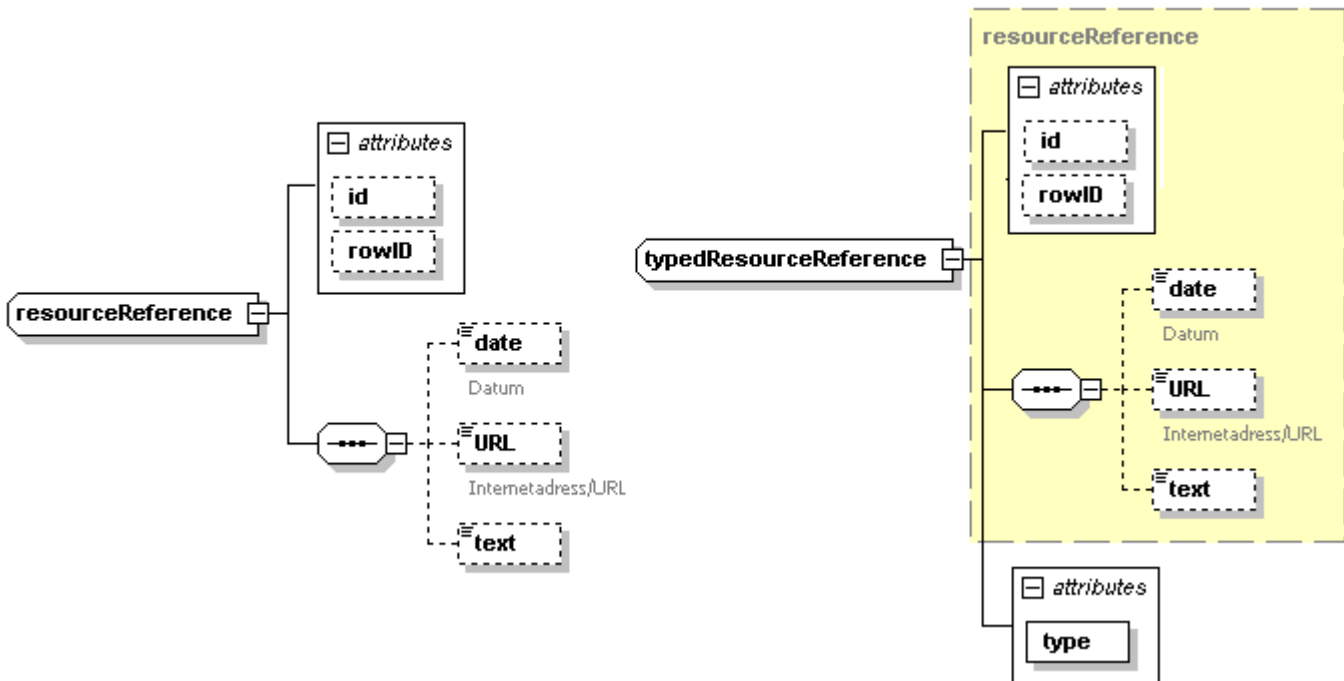 attributes
id
rowID
resourceReference
date
Datum
URL
Internetadress/URL
text
resourceReference
attributes
id
rowID
typedResourceReference
date
Datum
URL
Internetadress/URL
text
attributes
type